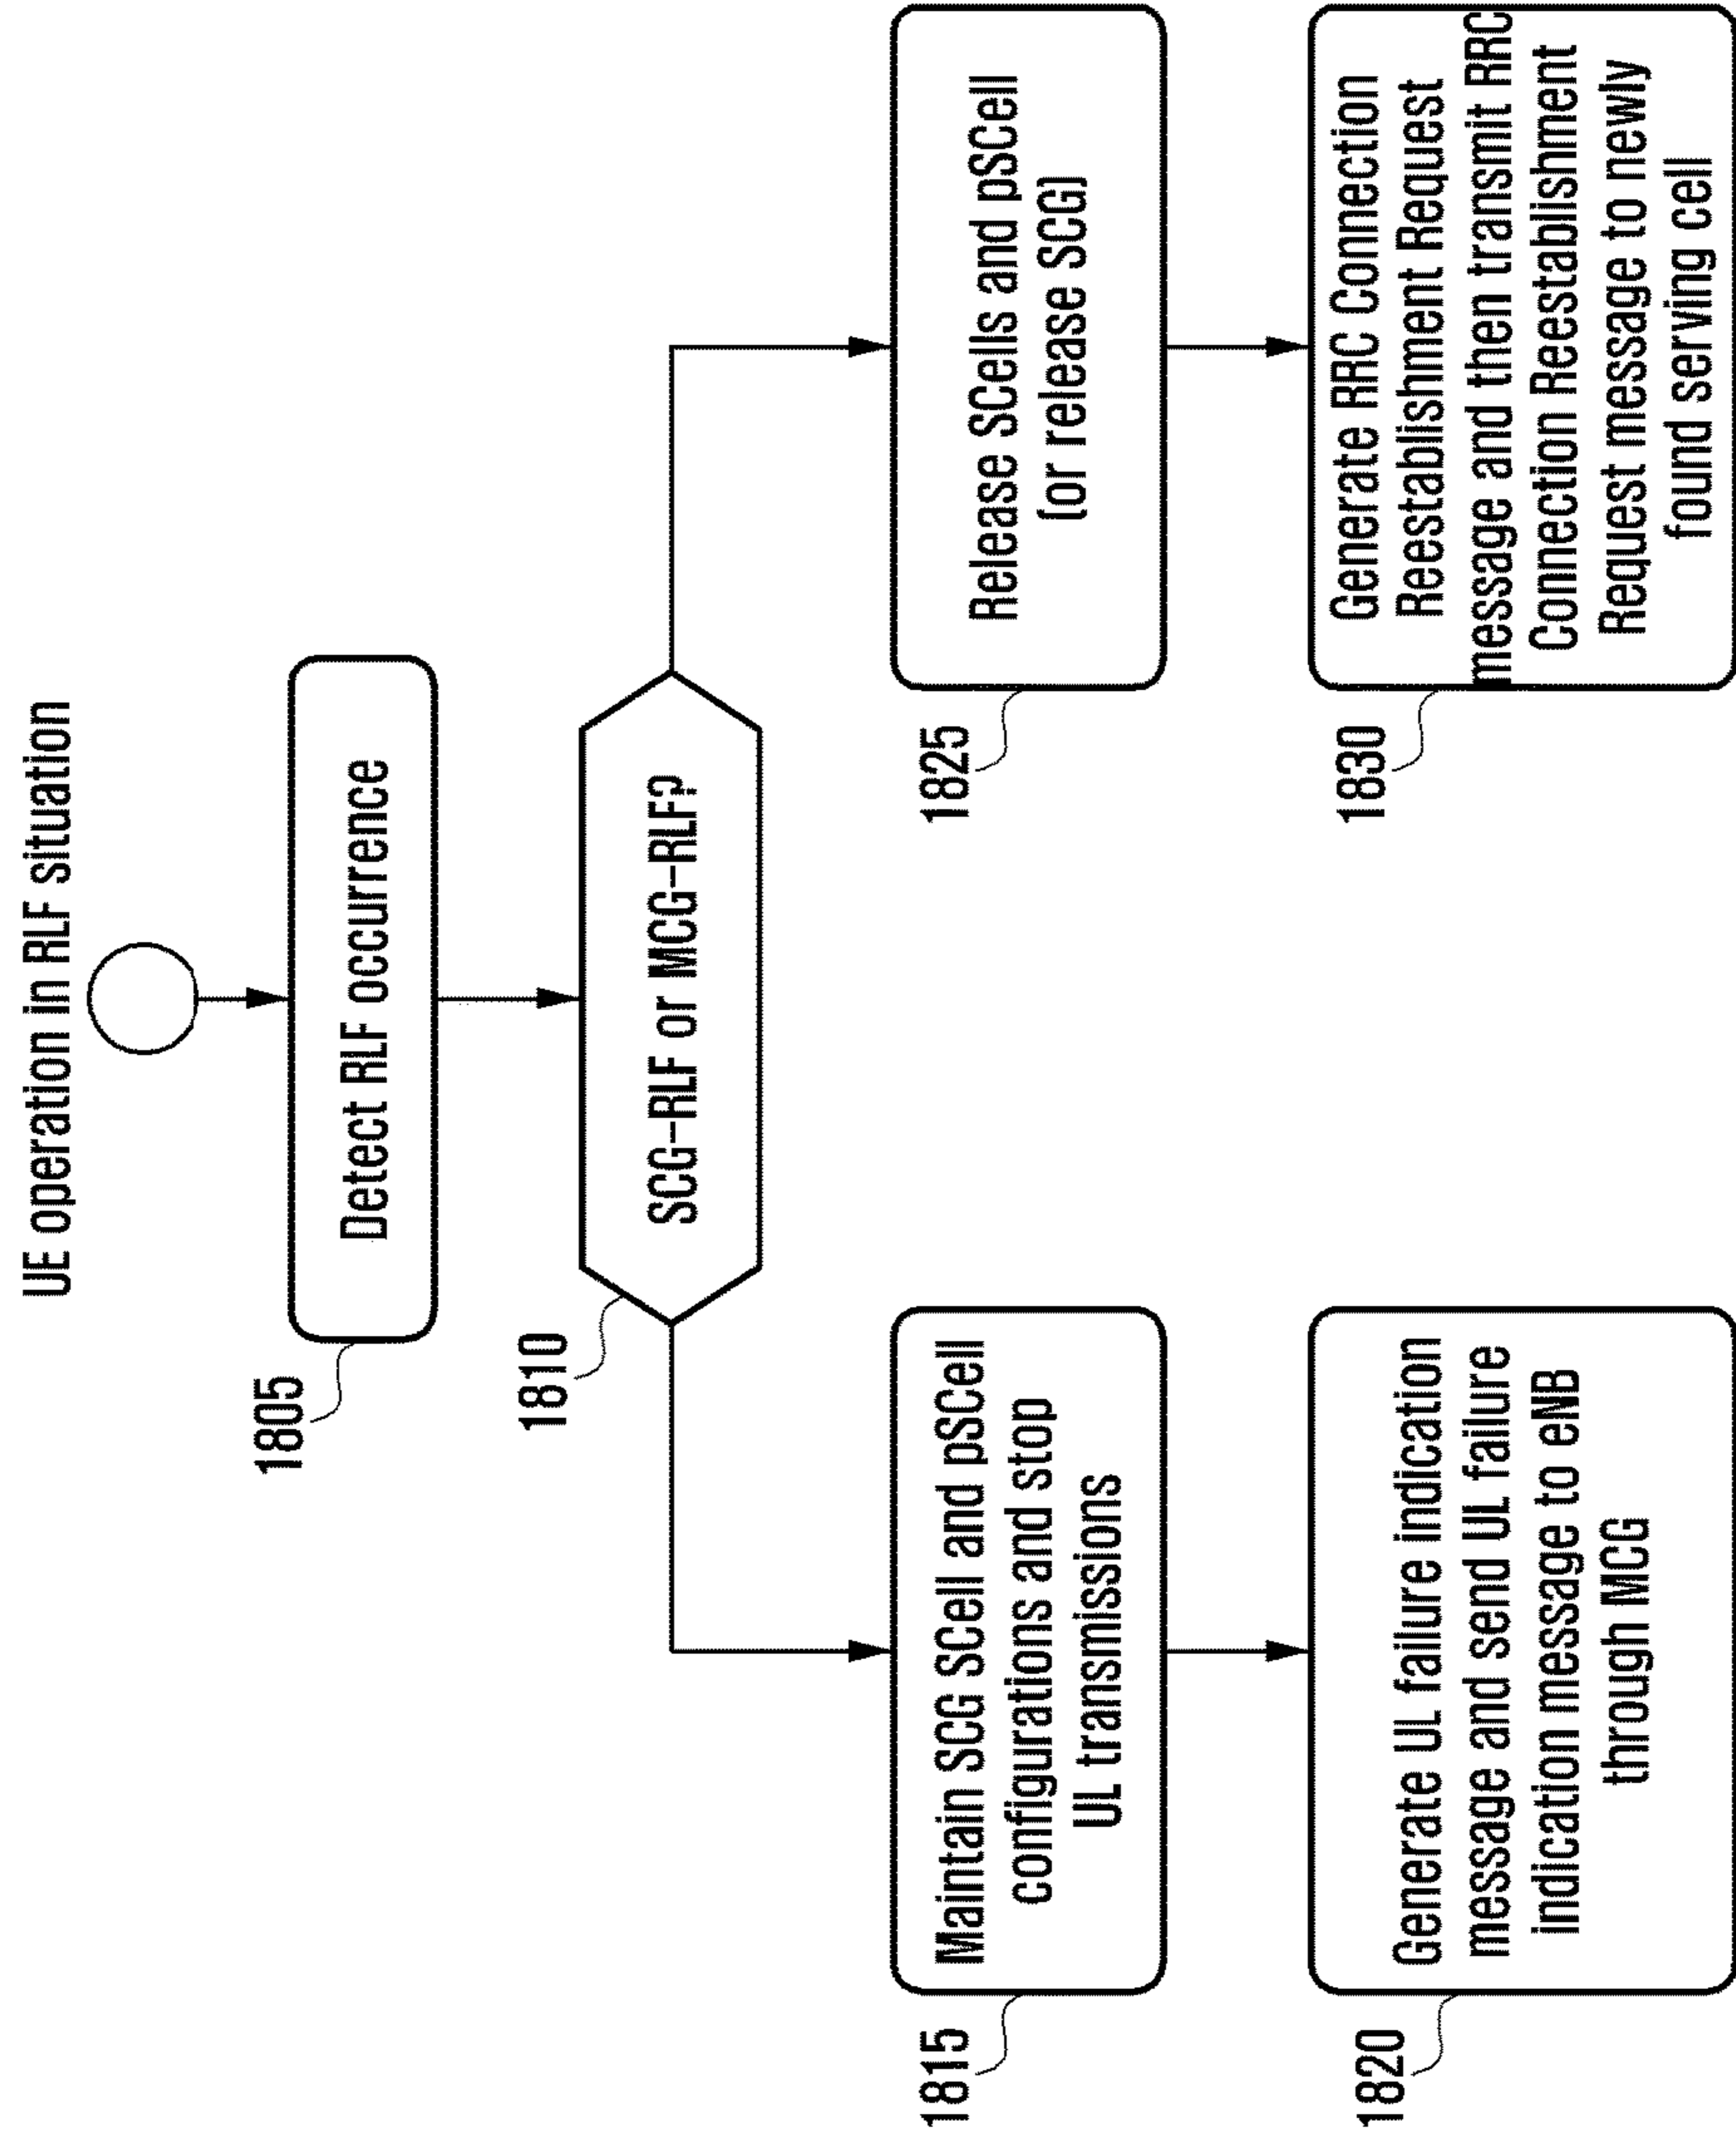 UE operation in RLF situation
1805
Detect RLF occurrence
1810
SCG-RLF or MCG-RLF?
1815
Maintain SCG SCell and pSCell
configurations and stop
UL transmissions
1820
Generate UL failure indication
message and send UL failure
indication message to eNB
through MCG
1825
Release SCells and pSCell
(or release SCG)
1830
Generate RRC Connection
Reestablishment Request
message and then transmit RRC
Connection Reestablishment
Request message to newly
found serving cell